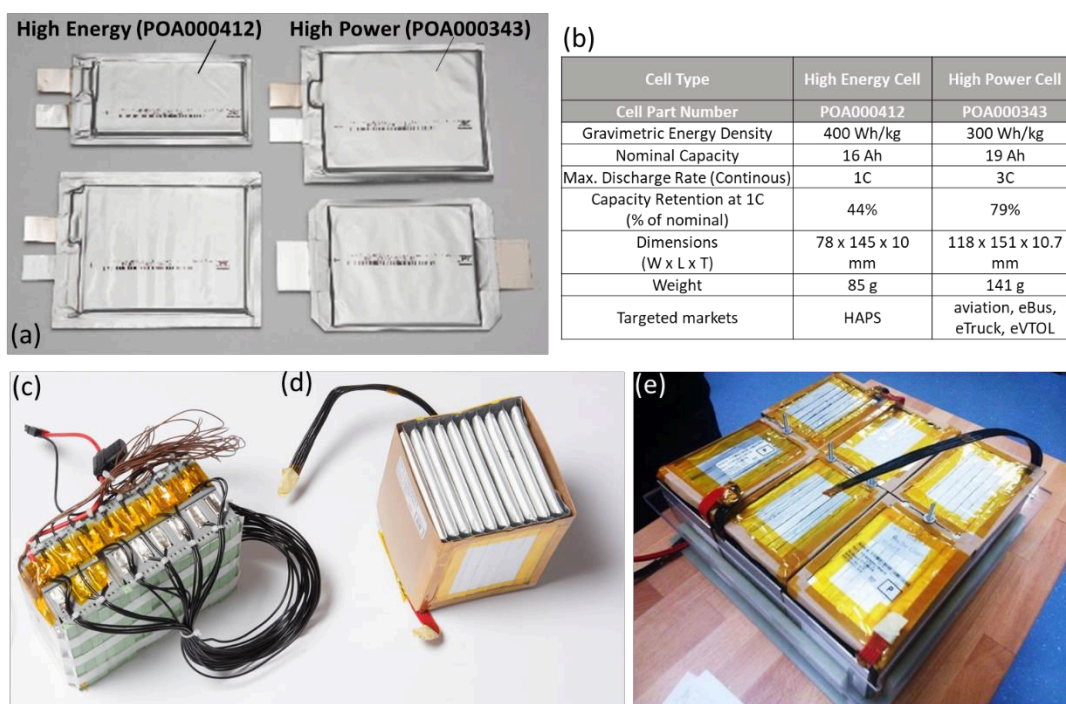 High Energy (POA000412)
High Power (POA000343)
(a)
(b)
Cell Type High Energy Cell High Power Cell
Cell Part Number POA000412 POA000343
Gravimetric Energy Density 400 Wh/kg 300 Wh/kg
Nominal Capacity 16 Ah 19 Ah
Max. Discharge Rate (Continous) 1C 3C
Capacity Retention at 1C
(% of nominal) 44% 79%
Dimensions
(W x L x T) 78 x 145 x 10
mm 118 x 151 x 10.7
mm
Weight 85 g 141 g
Targeted markets HAPS aviation, eBus,
eTruck, eVTOL
(c)
(d)
(e)
P
P